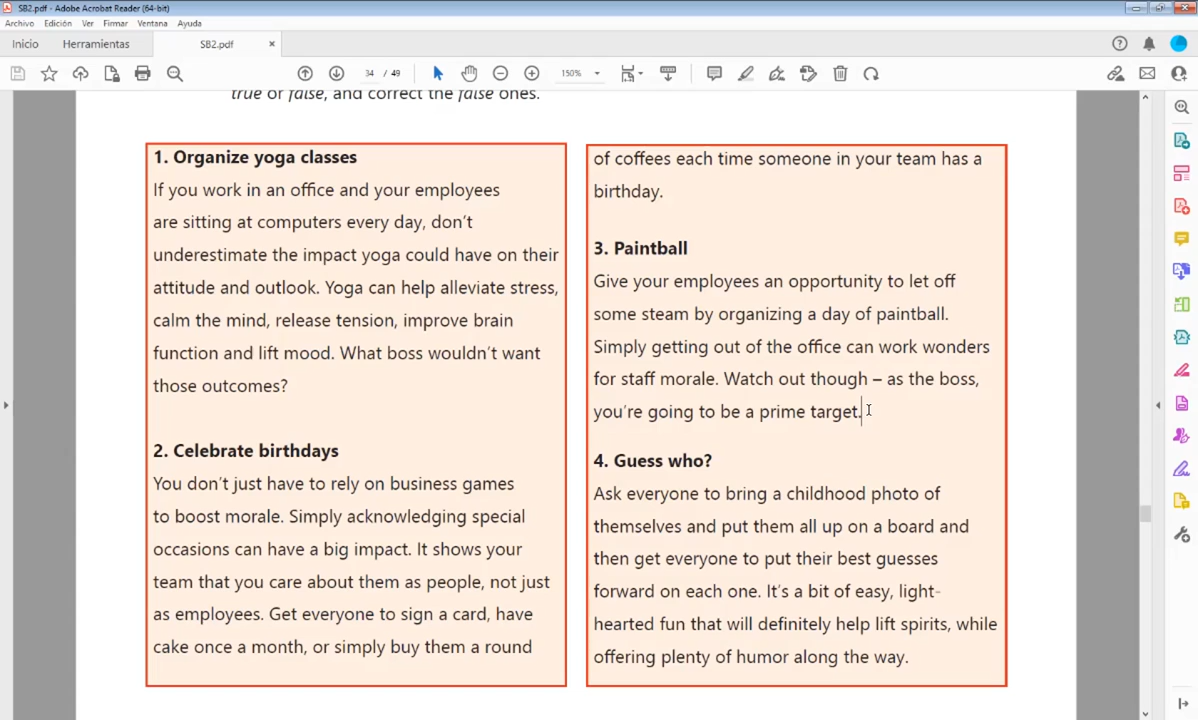 SB2.pdf - Adobe Acrobat Reader (64-bit)
Archivo Edición Ver Firmar Ventana Ayuda
Inicio Herramientas SB2.pdf ×
34 / 49 150%
true or false, and correct the false ones.
1. Organize yoga classes
If you work in an office and your employees
are sitting at computers every day, don't
underestimate the impact yoga could have on their
attitude and outlook. Yoga can help alleviate stress,
calm the mind, release tension, improve brain
function and lift mood. What boss wouldn't want
those outcomes?
2. Celebrate birthdays
You don't just have to rely on business games
to boost morale. Simply acknowledging special
occasions can have a big impact. It shows your
team that you care about them as people, not just
as employees. Get everyone to sign a card, have
cake once a month, or simply buy them a round
of coffees each time someone in your team has a
birthday.
3. Paintball
Give your employees an opportunity to let off
some steam by organizing a day of paintball.
Simply getting out of the office can work wonders
for staff morale. Watch out though – as the boss,
you're going to be a prime target.
4. Guess who?
Ask everyone to bring a childhood photo of
themselves and put them all up on a board and
then get everyone to put their best guesses
forward on each one. It's a bit of easy, light-
hearted fun that will definitely help lift spirits, while
offering plenty of humor along the way.